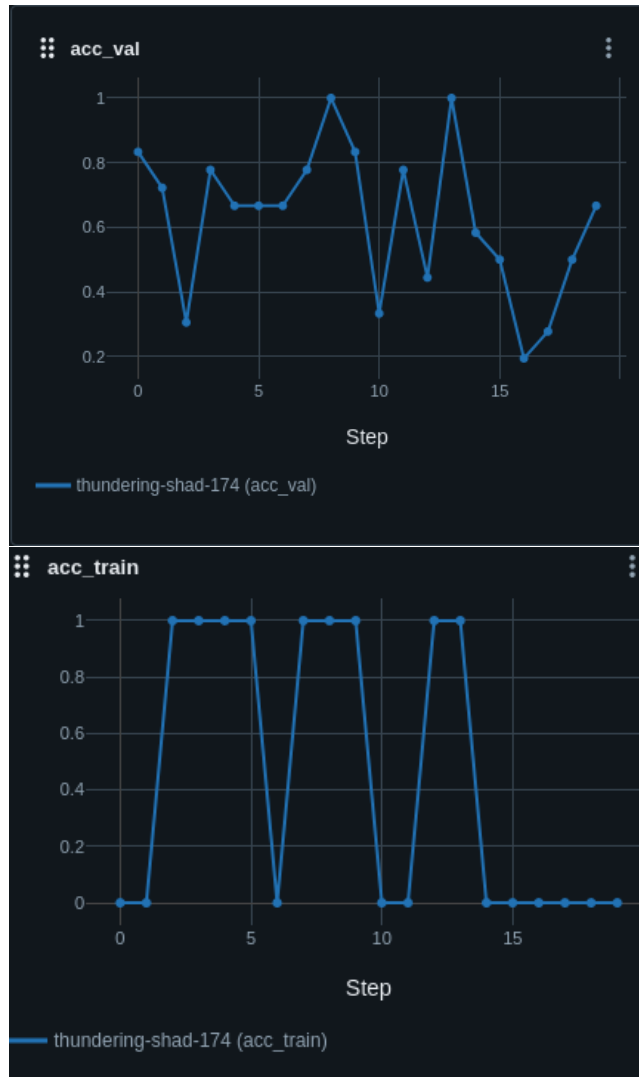 acc_val
1
0.8
0.6
0.4
0.2
0 5 10 15
Step
thundering-shad-174 (acc_val)
acc_train
1
0.8
0.6
0.4
0.2
0
0 5 10 15
Step
thundering-shad-174 (acc_train)